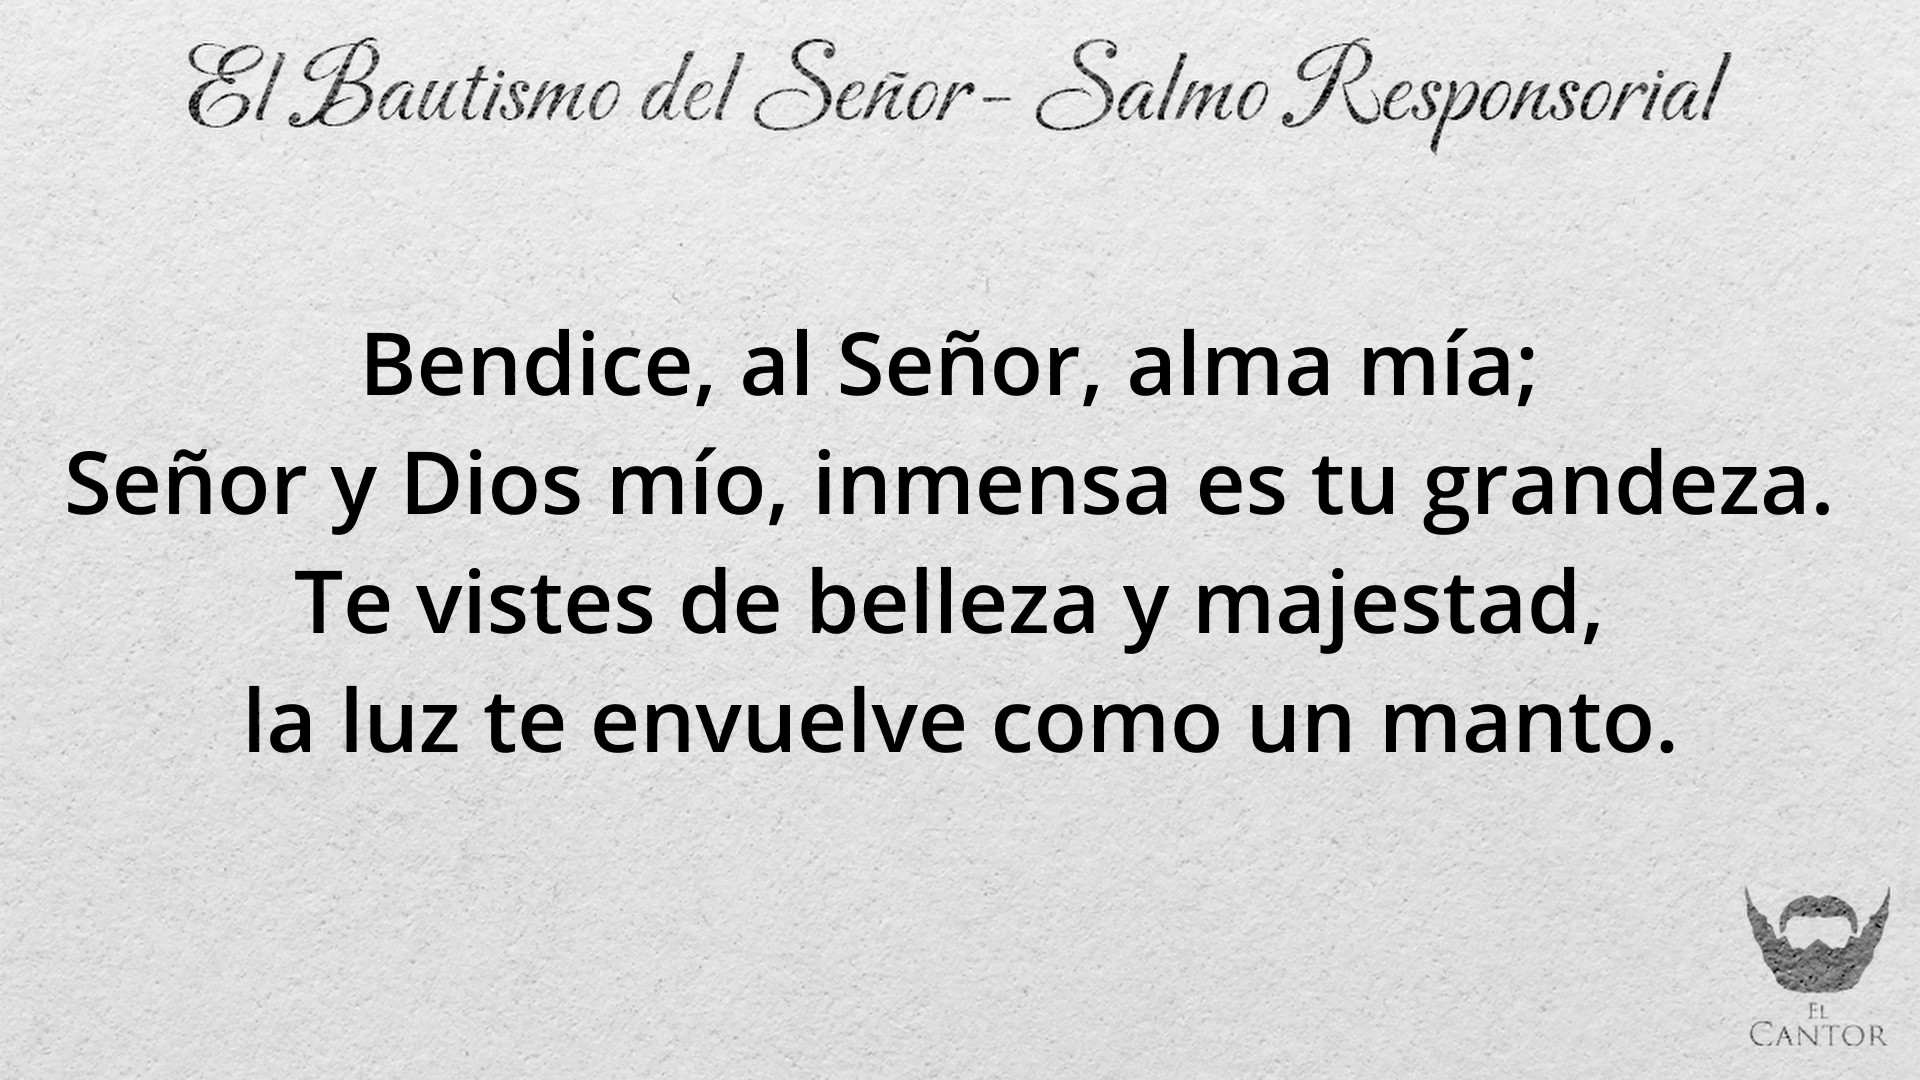 El Bautismo del Señor- Salmo Responsorial
Bendice, al Señor, alma mía;
Señor y Dios mío, inmensa es tu grandeza.
Te vistes de belleza y majestad,
la luz te envuelve como un manto.
EL
CANTOR